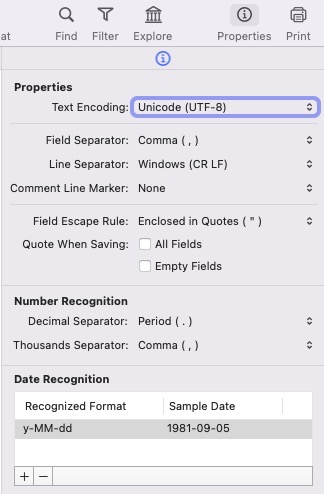 at Find Filter Explore Properties Print
Properties
Text Encoding: Unicode (UTF-8)
Field Separator: Comma ( , )
Line Separator: Windows (CR LF)
Comment Line Marker: None
Field Escape Rule: Enclosed in Quotes ( " )
Quote When Saving: All Fields
Empty Fields
Number Recognition
Decimal Separator: Period ( . )
Thousands Separator: Comma ( , )
Date Recognition
Recognized Format Sample Date
y-MM-dd 1981-09-05